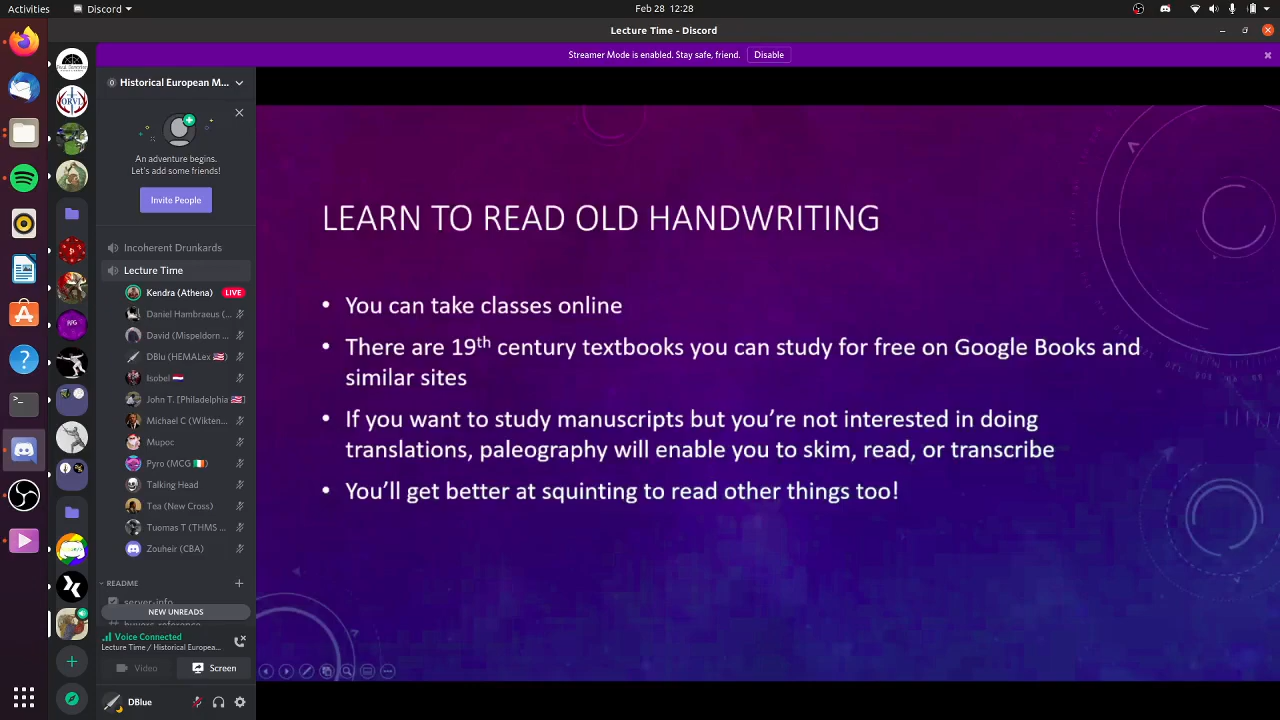 Activities
Discord
Feb 28 12:28
Lecture Time - Discord
Streamer Mode is enabled. Stay safe, friend.
Disable
Historical European M...
An adventure begins.
Let's add some friends!
Invite People
Incoherent Drunkards
Lecture Time
Kendra (Athena) LIVE
Daniel Hambraeus (...
David (Mispeldorn ...
DBlu (HEMALex)
Isobel
John T. [Philadelphia ]
Michael C (Wikten...
Mupoc
Pyro (MCG )
Talking Head
Tea (New Cross)
Tuomas T (THMS ...
Zouheir (CBA)
README
server-info
NEW UNREADS
buyers-reference
Voice Connected
Lecture Time / Historical Europea...
Video
Screen
DBlue
LEARN TO READ OLD HANDWRITING
• You can take classes online
• There are 19th century textbooks you can study for free on Google Books and
similar sites
• If you want to study manuscripts but you're not interested in doing
translations, paleography will enable you to skim, read, or transcribe
• You'll get better at squinting to read other things too!